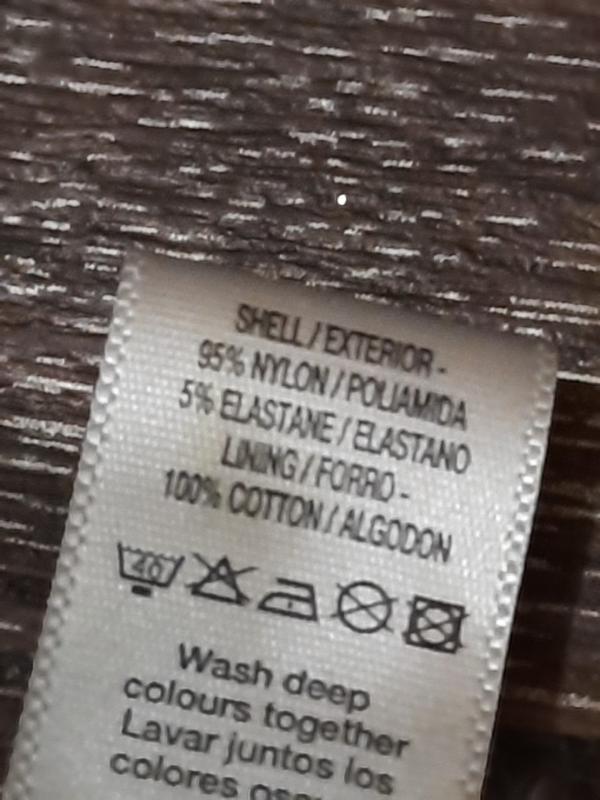 SHELL / EXTERIOR -
95% NYLON / POLIAMIDA
5% ELASTANE / ELASTANO
LINING / FORRO -
100% COTTON / ALGODON
40
Wash deep
colours together
Lavar juntos los
colores